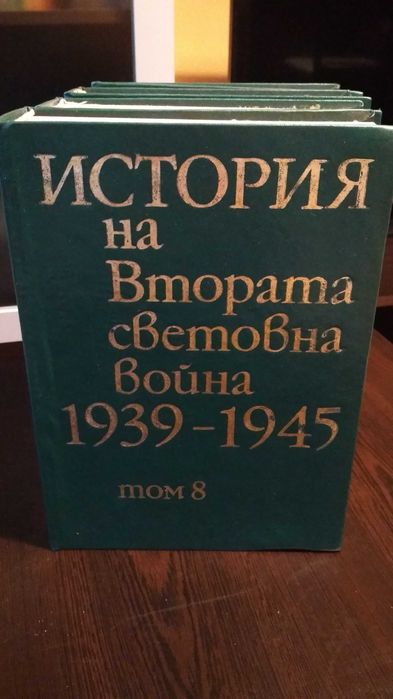 ИСТОРИЯ
на
Втората
световна
война
1939-1945
том 8